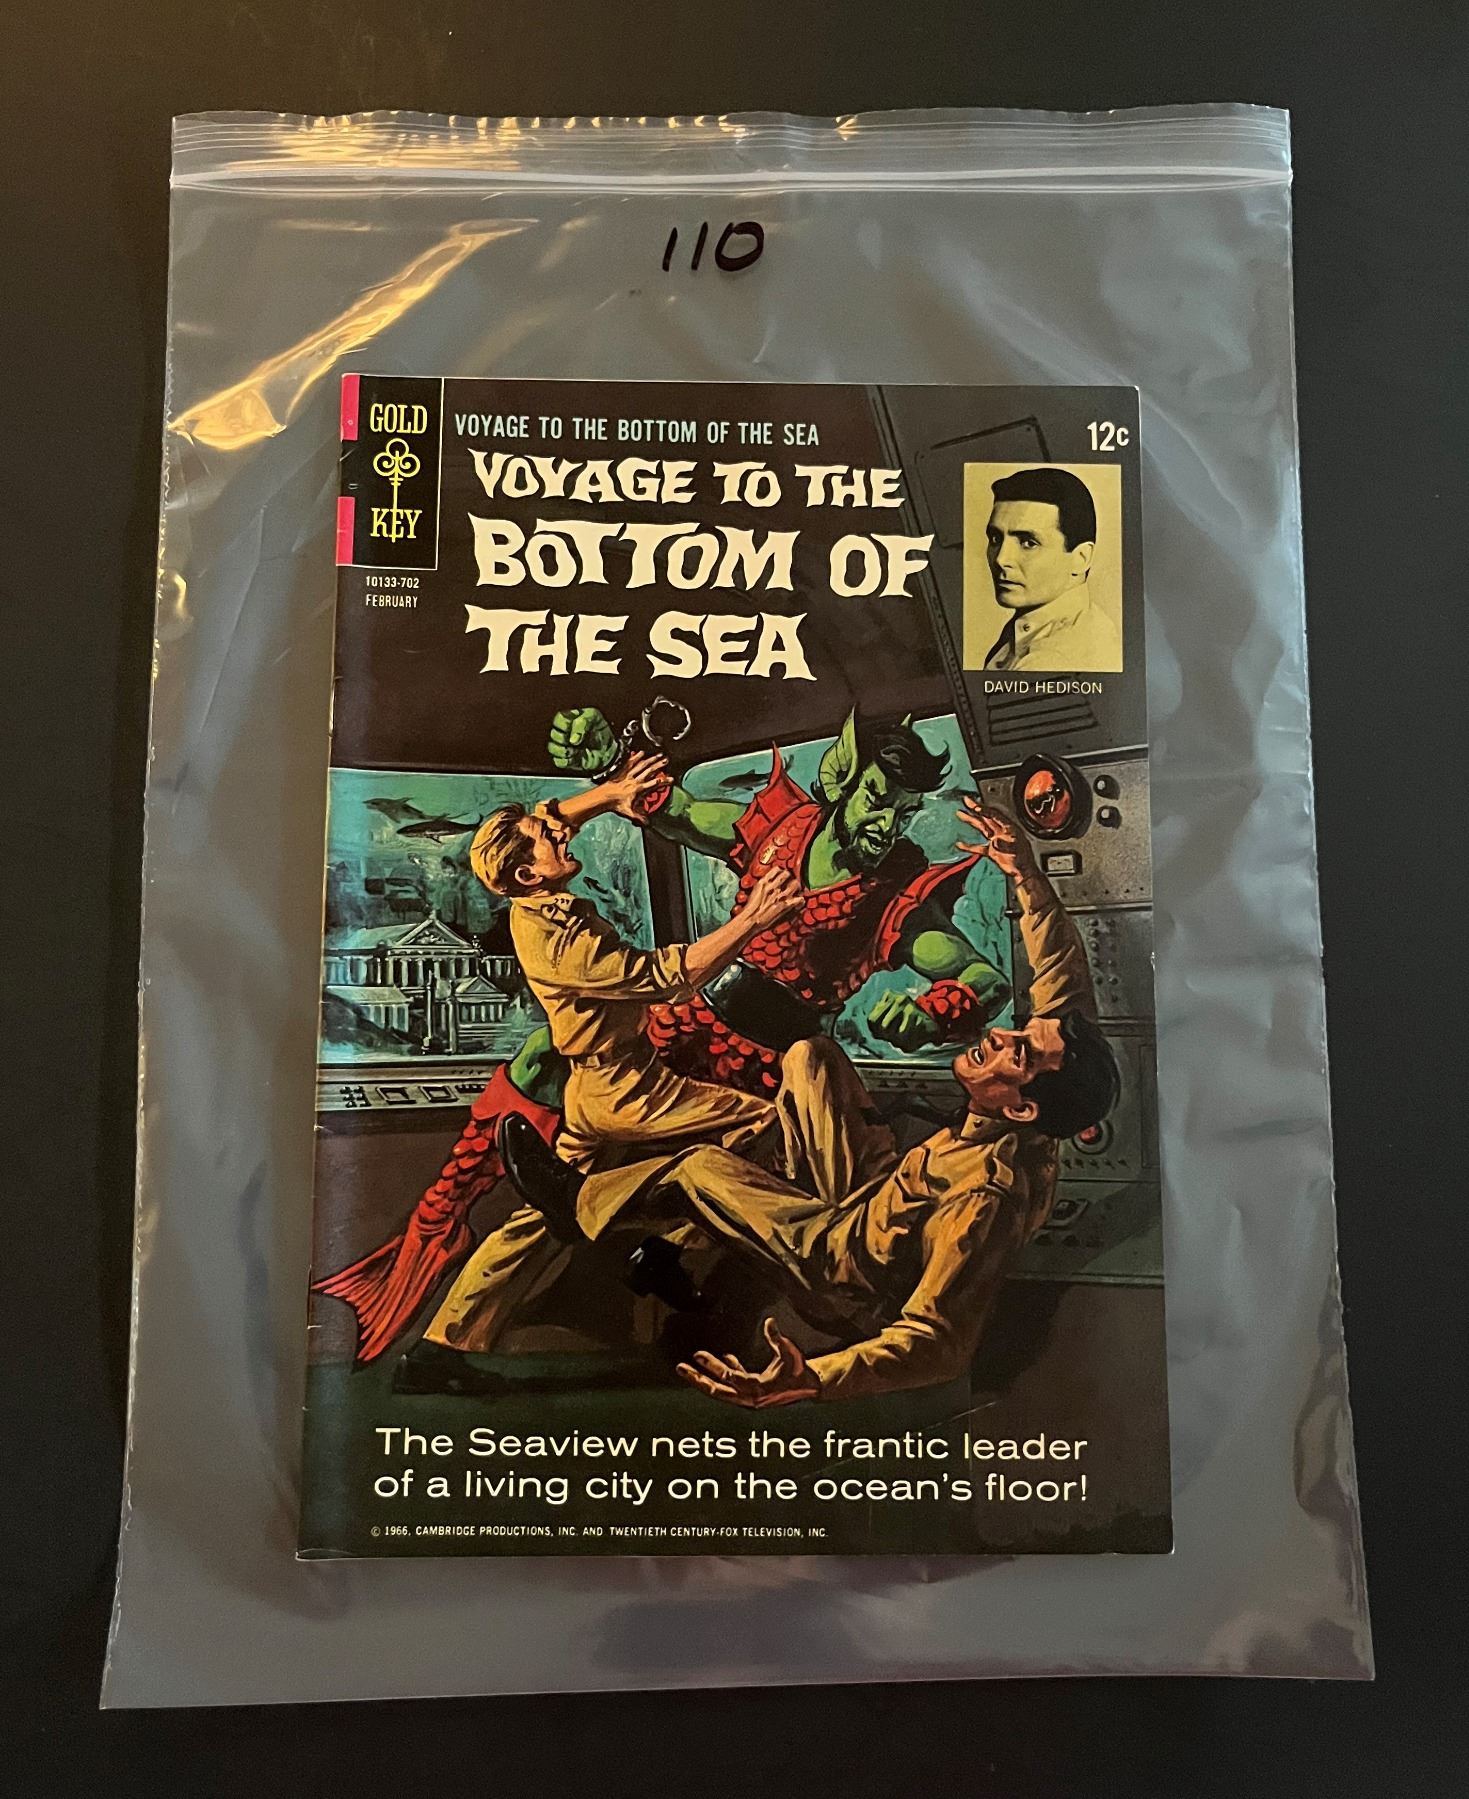 110
GOLD
KEY
VOYAGE TO THE BOTTOM OF THE SEA
12c
VOYAGE TO THE
BOTTOM OF
THE SEA
10133-702
FEBRUARY
DAVID HEDISON
The Seaview nets the frantic leader
of a living city on the ocean's floor!
© 1966, CAMBRIDGE PRODUCTIONS, INC. AND TWENTIETH CENTURY-FOX TELEVISION, INC.